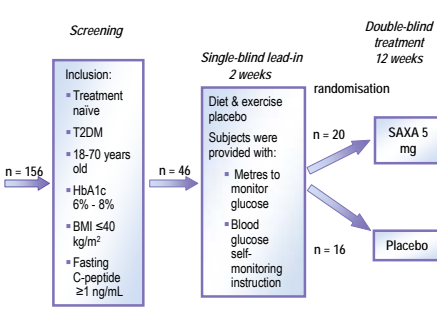 Screening
Inclusion:
▪ Treatment
naïve
▪ T2DM
▪ 18-70 years
old
▪ HbA1c
6% - 8%
▪ BMI ≤40
kg/m²
▪ Fasting
C-peptide
≥1 ng/mL
n = 156
n = 46
Single-blind lead-in
2 weeks
Diet & exercise
placebo
Subjects were
provided with:
▪ Metres to
monitor
glucose
▪ Blood
glucose
self-
monitoring
instruction
Double-blind
treatment
12 weeks
randomisation
n = 20
SAXA 5
mg
n = 16
Placebo